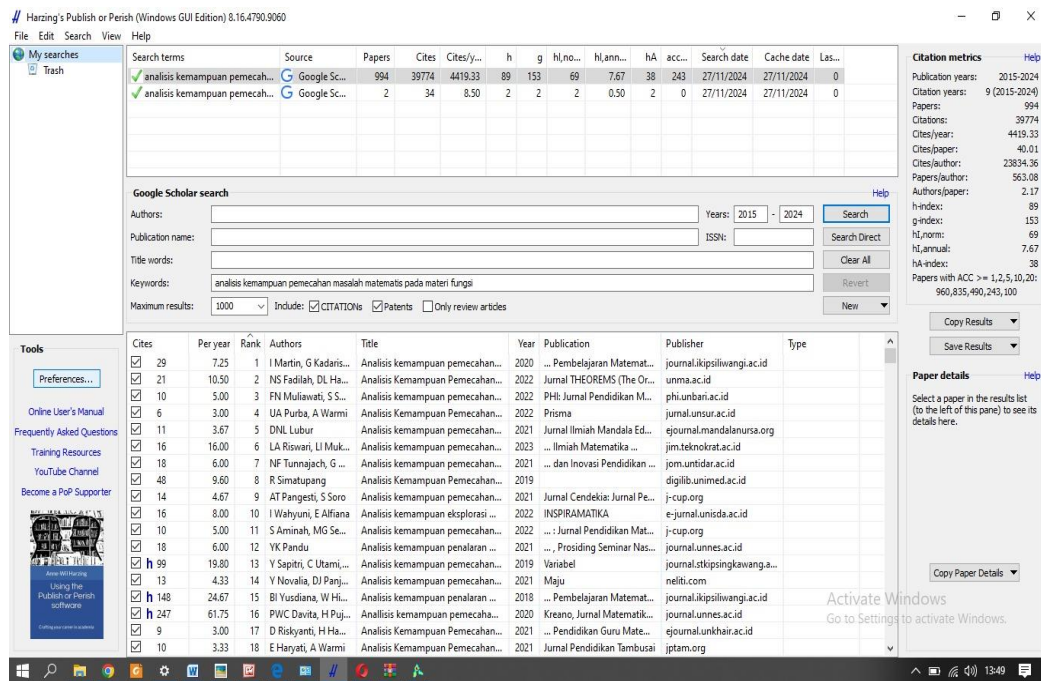 Harzing's Publish or Perish (Windows GUI Edition) 8.16.4790.9060
File Edit Search View Help
My searches
Trash
Search terms Source Papers Cites Cites/y... h g hI,no... hI,ann... hA acc... Search date Cache date Las...
analisis kemampuan pemecah... G Google Sc... 994 39774 4419.33 89 153 69 7.67 38 243 27/11/2024 27/11/2024 0
analisis kemampuan pemecah... G Google Sc... 2 34 8.50 2 2 2 0.50 2 0 27/11/2024 27/11/2024 0
Google Scholar search Help
Authors: Years: 2015 - 2024 Search
Publication name: ISSN: Search Direct
Title words: Clear All
Keywords: analisis kemampuan pemecahan masalah matematis pada materi fungsi Revert
Maximum results: 1000 Include: CITATIONs Patents Only review articles New
Cites Per year Rank Authors Title Year Publication Publisher Type
29 7.25 1 I Martin, G Kadaris... Analisis kemampuan pemecahan... 2020 ... Pembelajaran Matemat... journal.ikipsiliwangi.ac.id
21 10.50 2 NS Fadilah, DL Ha... Analisis Kemampuan Pemecahan... 2022 Jurnal THEOREMS (The Or... unma.ac.id
10 5.00 3 FN Muliawati, S S... Analisis Kemampuan Pemecahan... 2022 PHI: Jurnal Pendidikan M... phi.unbari.ac.id
6 3.00 4 UA Purba, A Warmi Analisis Kemampuan Pemecahan... 2022 Prisma jurnal.unsur.ac.id
11 3.67 5 DNL Lubur Analisis kemampuan pemecahan... 2021 Jurnal Ilmiah Mandala Ed... ejournal.mandalanursa.org
16 16.00 6 LA Riswari, LI Muk... Analisis Kemampuan Pemecahan... 2023 ... Ilmiah Matematika ... jim.teknokrat.ac.id
18 6.00 7 NF Tunnajach, G ... Analisis kemampuan pemecahan... 2021 ... dan Inovasi Pendidikan ... jom.untidar.ac.id
48 9.60 8 R Simatupang Analisis kemampuan pemecahan... 2019 digilib.unimed.ac.id
14 4.67 9 AT Pangesti, S Soro Analisis kemampuan pemecahan... 2021 Jurnal Cendekia: Jurnal Pe... j-cup.org
16 8.00 10 I Wahyuni, E Alfiana Analisis kemampuan eksplorasi ... 2022 INSPIRAMATIKA e-jurnal.unisda.ac.id
10 5.00 11 S Aminah, MG Se... Analisis kemampuan pemecahan... 2022 ...: Jurnal Pendidikan Mat... j-cup.org
18 6.00 12 YK Pandu Analisis kemampuan penalaran ... 2021 ..., Prosiding Seminar Nas... journal.unnes.ac.id
h 99 19.80 13 Y Sapitri, C Utami,... Analisis kemampuan pemecahan... 2019 Variabel journal.stkipsingkawang.a...
13 4.33 14 Y Novalia, DJ Panj... Analisis kemampuan pemecahan... 2021 Maju neliti.com
h 148 24.67 15 BI Yusdiana, W Hi... Analisis kemampuan penalaran ... 2018 ... Pembelajaran Matemat... journal.ikipsiliwangi.ac.id
h 247 61.75 16 PWC Davita, H Puj... Anallisis kemampuan pemecaha... 2020 Kreano, Jurnal Matematik... journal.unnes.ac.id
9 3.00 17 D Riskyanti, H Ha... Analisis Kemampuan Pemecahan... 2021 ... Pendidikan Guru Mate... ejournal.unkhair.ac.id
10 3.33 18 E Haryati, A Warmi Analisis Kemampuan Pemecahan... 2021 Jurnal Pendidikan Tambusai jptam.org
Tools
Preferences...
Online User's Manual
Frequently Asked Questions
Training Resources
YouTube Channel
Become a PoP Supporter
Anne-Wil Harzing
Using the
Publish or Perish
software
Crafting your career in academia
Citation metrics Help
Publication years: 2015-2024
Citation years: 9 (2015-2024)
Papers: 994
Citations: 39774
Cites/year: 4419.33
Cites/paper: 40.01
Cites/author: 23834.36
Papers/author: 563.08
Authors/paper: 2.17
h-index: 89
g-index: 153
hI,norm: 69
hI,annual: 7.67
hA-index: 38
Papers with ACC >= 1,2,5,10,20:
960,835,490,243,100
Copy Results
Save Results
Paper details Help
Select a paper in the results list
(to the left of this pane) to see its
details here.
Copy Paper Details
Activate Windows
Go to Settings to activate Windows.
13:49